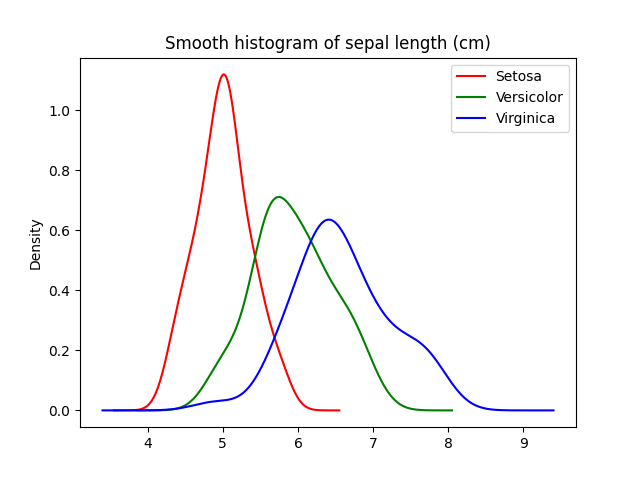 Smooth histogram of sepal length (cm)
Setosa
Versicolor
Virginica
Density
1.0
0.8
0.6
0.4
0.2
0.0
4 5 6 7 8 9